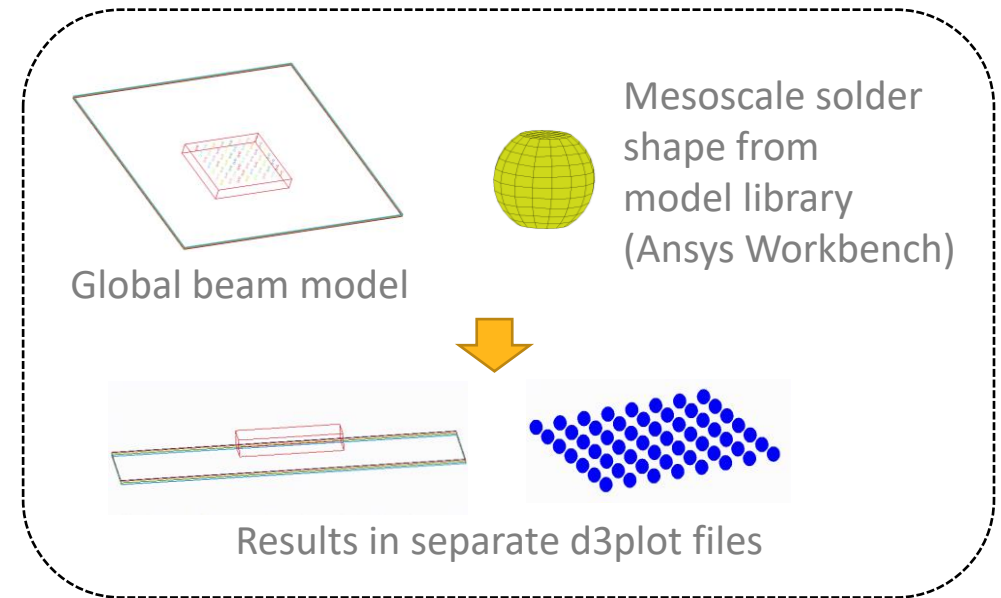 Mesoscale solder
shape from
model library
(Ansys Workbench)
Global beam model
Results in separate d3plot files